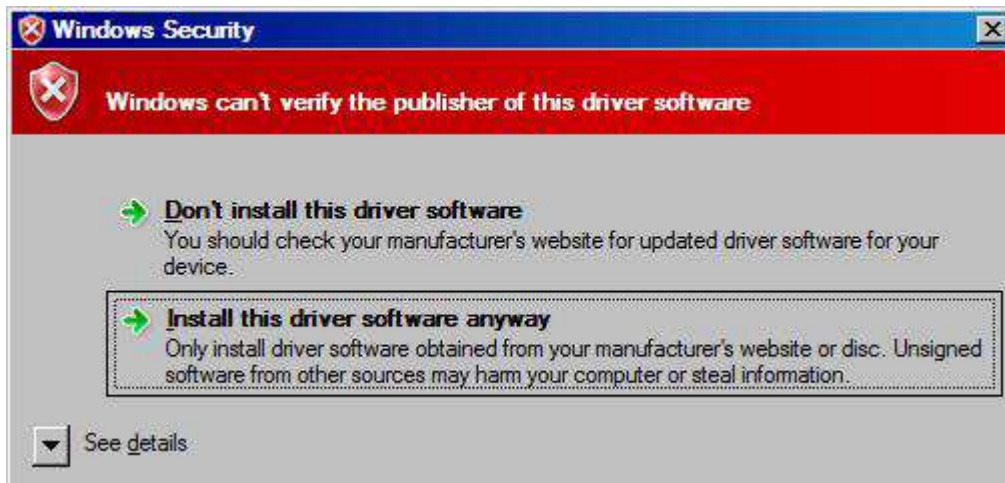 Windows Security
Windows can't verify the publisher of this driver software
Don't install this driver software
You should check your manufacturer's website for updated driver software for your
device.
Install this driver software anyway
Only install driver software obtained from your manufacturer's website or disc. Unsigned
software from other sources may harm your computer or steal information.
See details